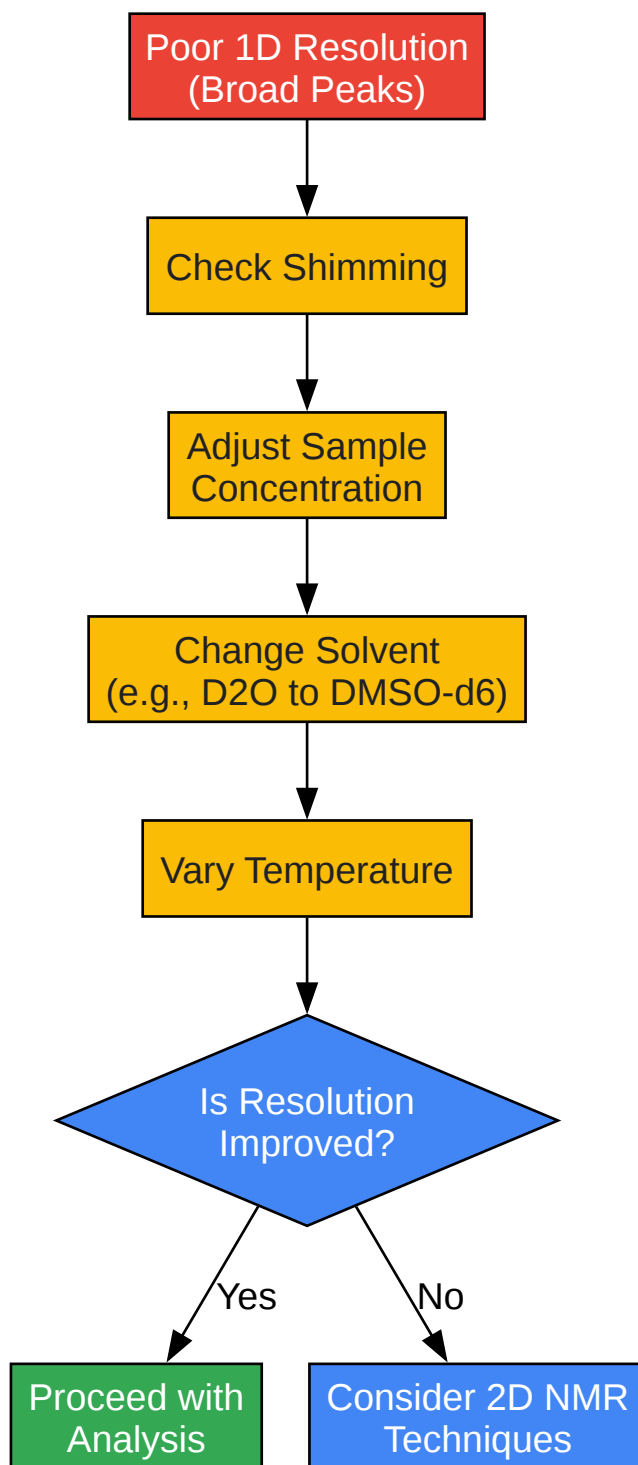 Poor 1D Resolution
(Broad Peaks)
Check Shimming
Adjust Sample
Concentration
Change Solvent
(e.g., D2O to DMSO-d6)
Vary Temperature
Is Resolution
Improved?
Yes
No
Proceed with
Analysis
Consider 2D NMR
Techniques